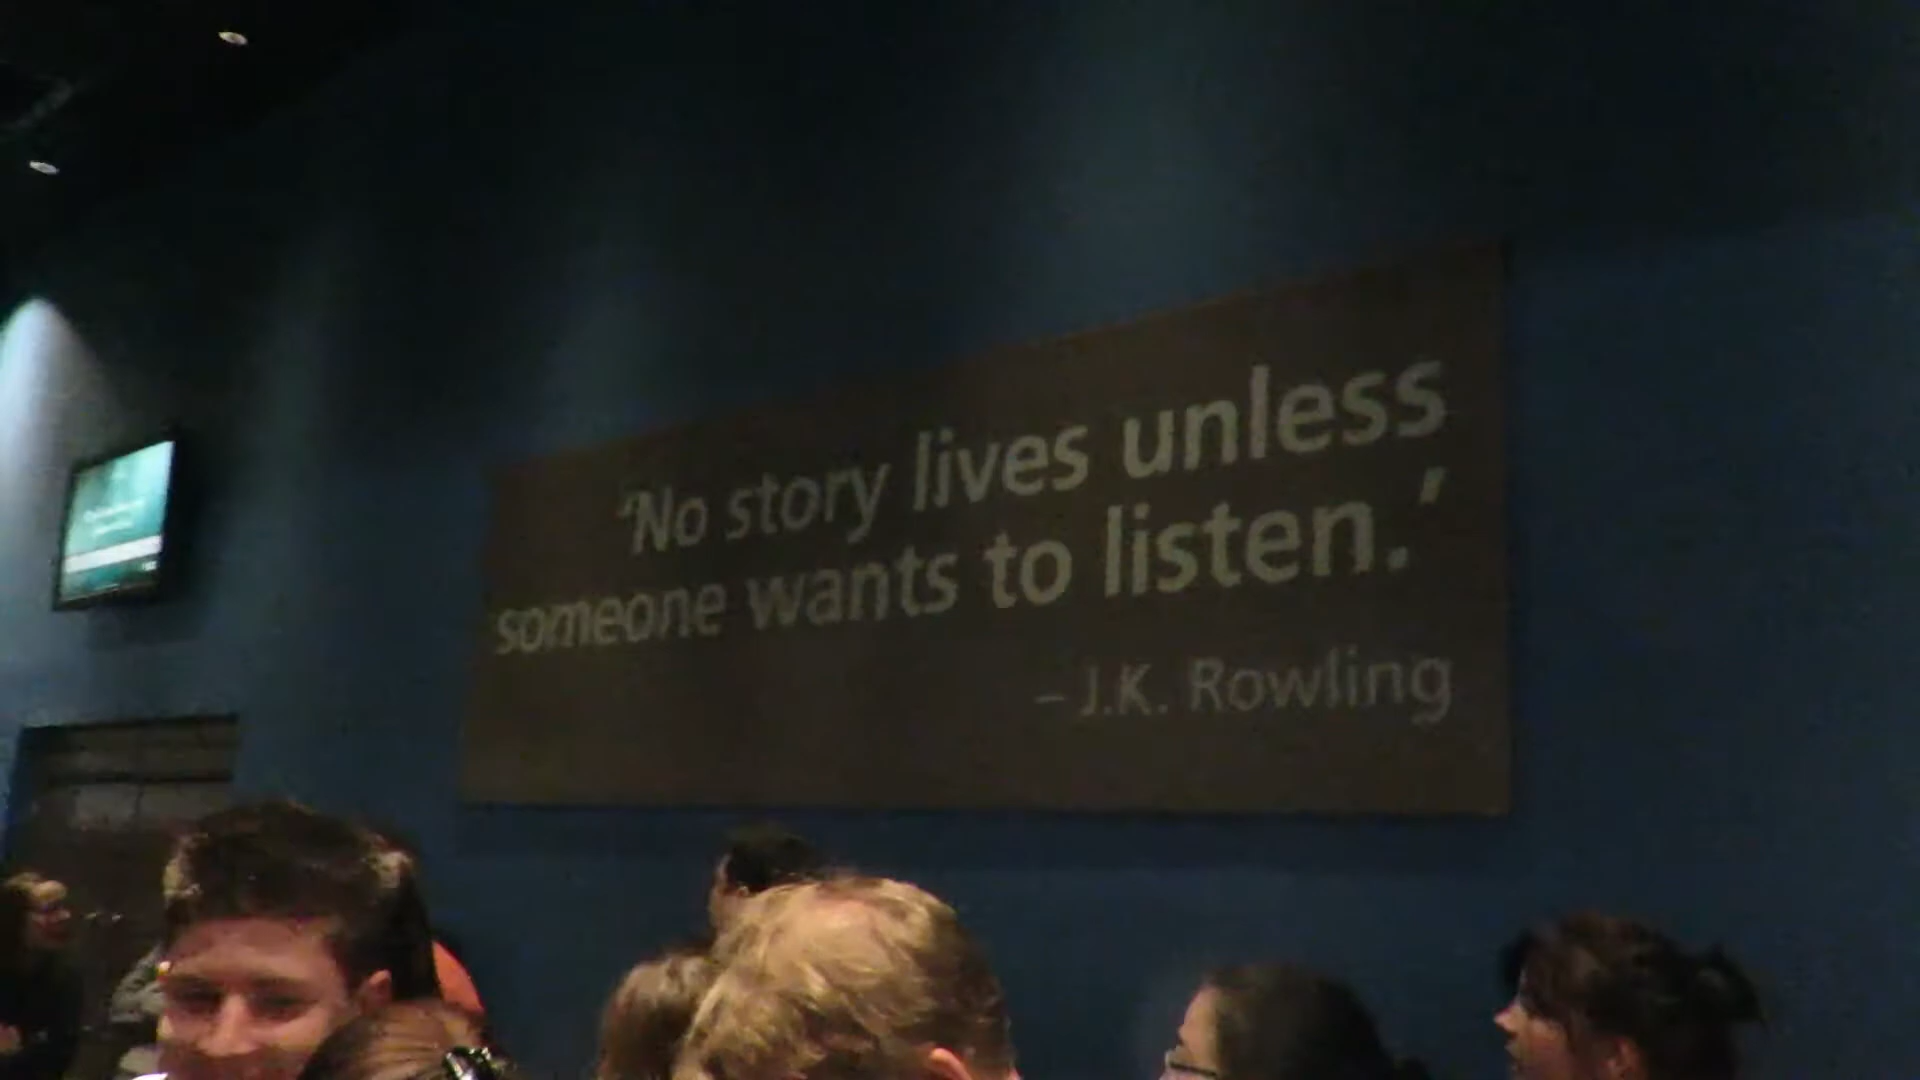 ‘No story lives unless
someone wants to listen.’
– J.K. Rowling